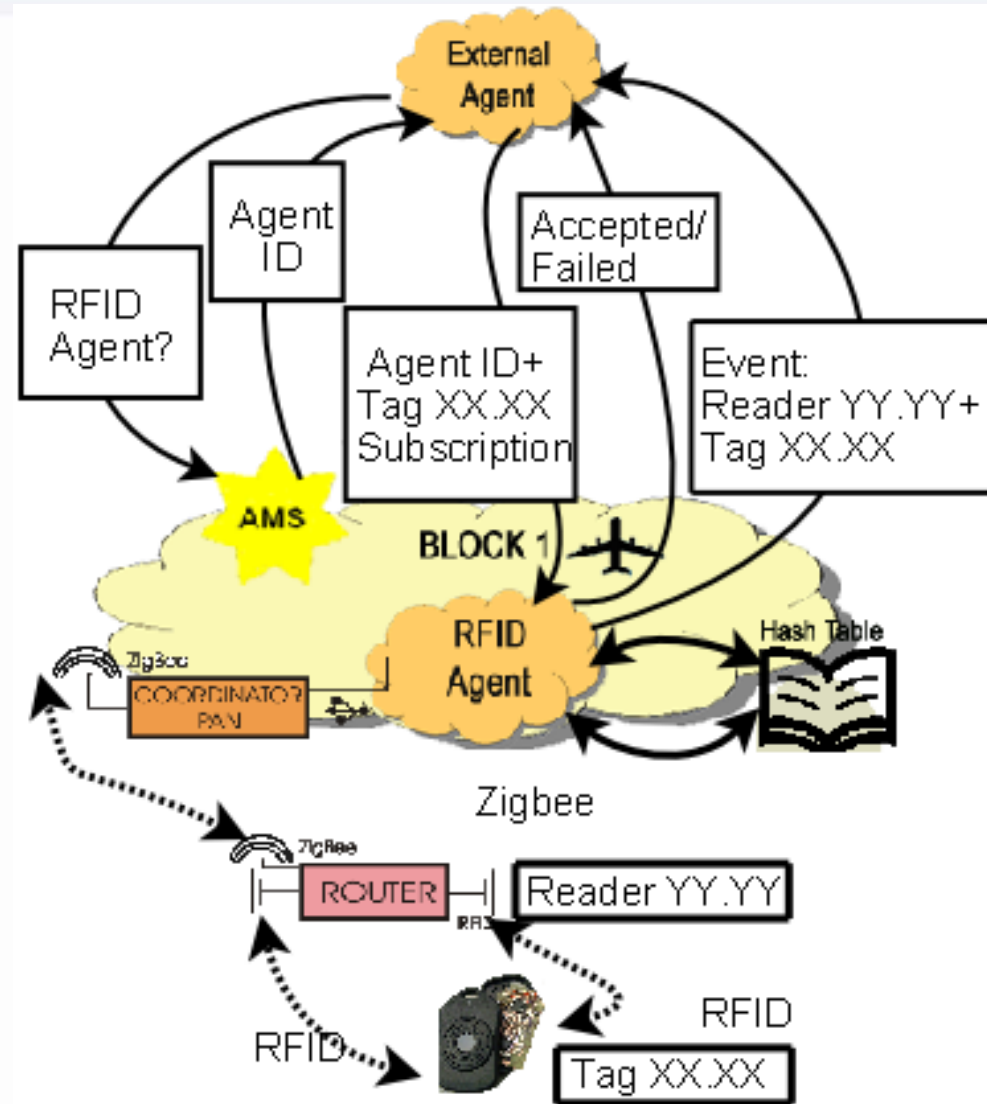 External
Agent
Agent
ID
Accepted/
Failed
RFID
Agent?
Agent ID+
Tag XX.XX
Subscription
Event:
Reader YY.YY+
Tag XX.XX
AMS
BLOCK 1
RFID
Agent
Hash Table
ZigBee
COORDINATOR
PAN
Zigbee
ZigBee
ROUTER
Reader YY.YY
RFID
RFID
Tag XX.XX